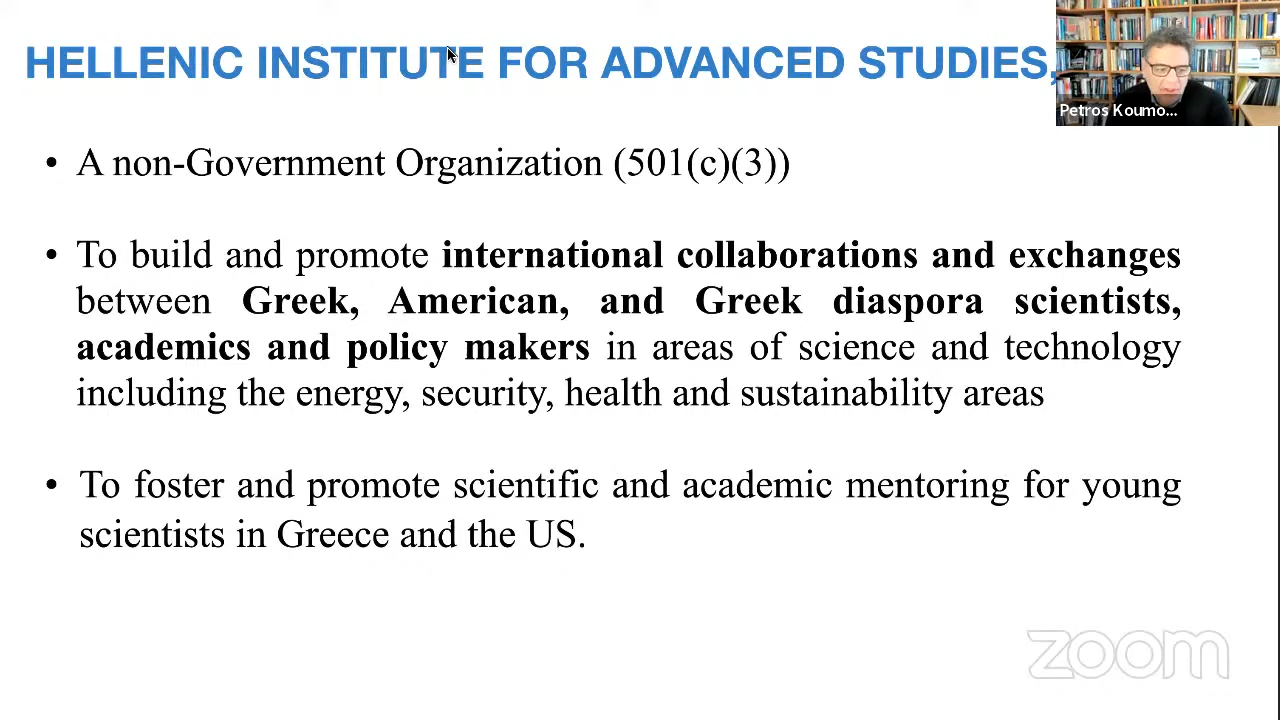 HELLENIC INSTITUTE FOR ADVANCED STUDIES,
Petros Koumo...
• A non-Government Organization (501(c)(3))
• To build and promote international collaborations and exchanges
between Greek, American, and Greek diaspora scientists,
academics and policy makers in areas of science and technology
including the energy, security, health and sustainability areas
• To foster and promote scientific and academic mentoring for young
scientists in Greece and the US.
zoom